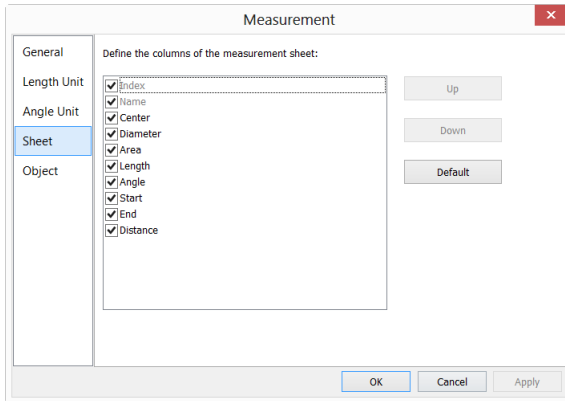 Measurement
General
Length Unit
Angle Unit
Sheet
Object
Define the columns of the measurement sheet:
Index
Name
Center
Diameter
Area
Length
Angle
Start
End
Distance
Up
Down
Default
OK
Cancel
Apply